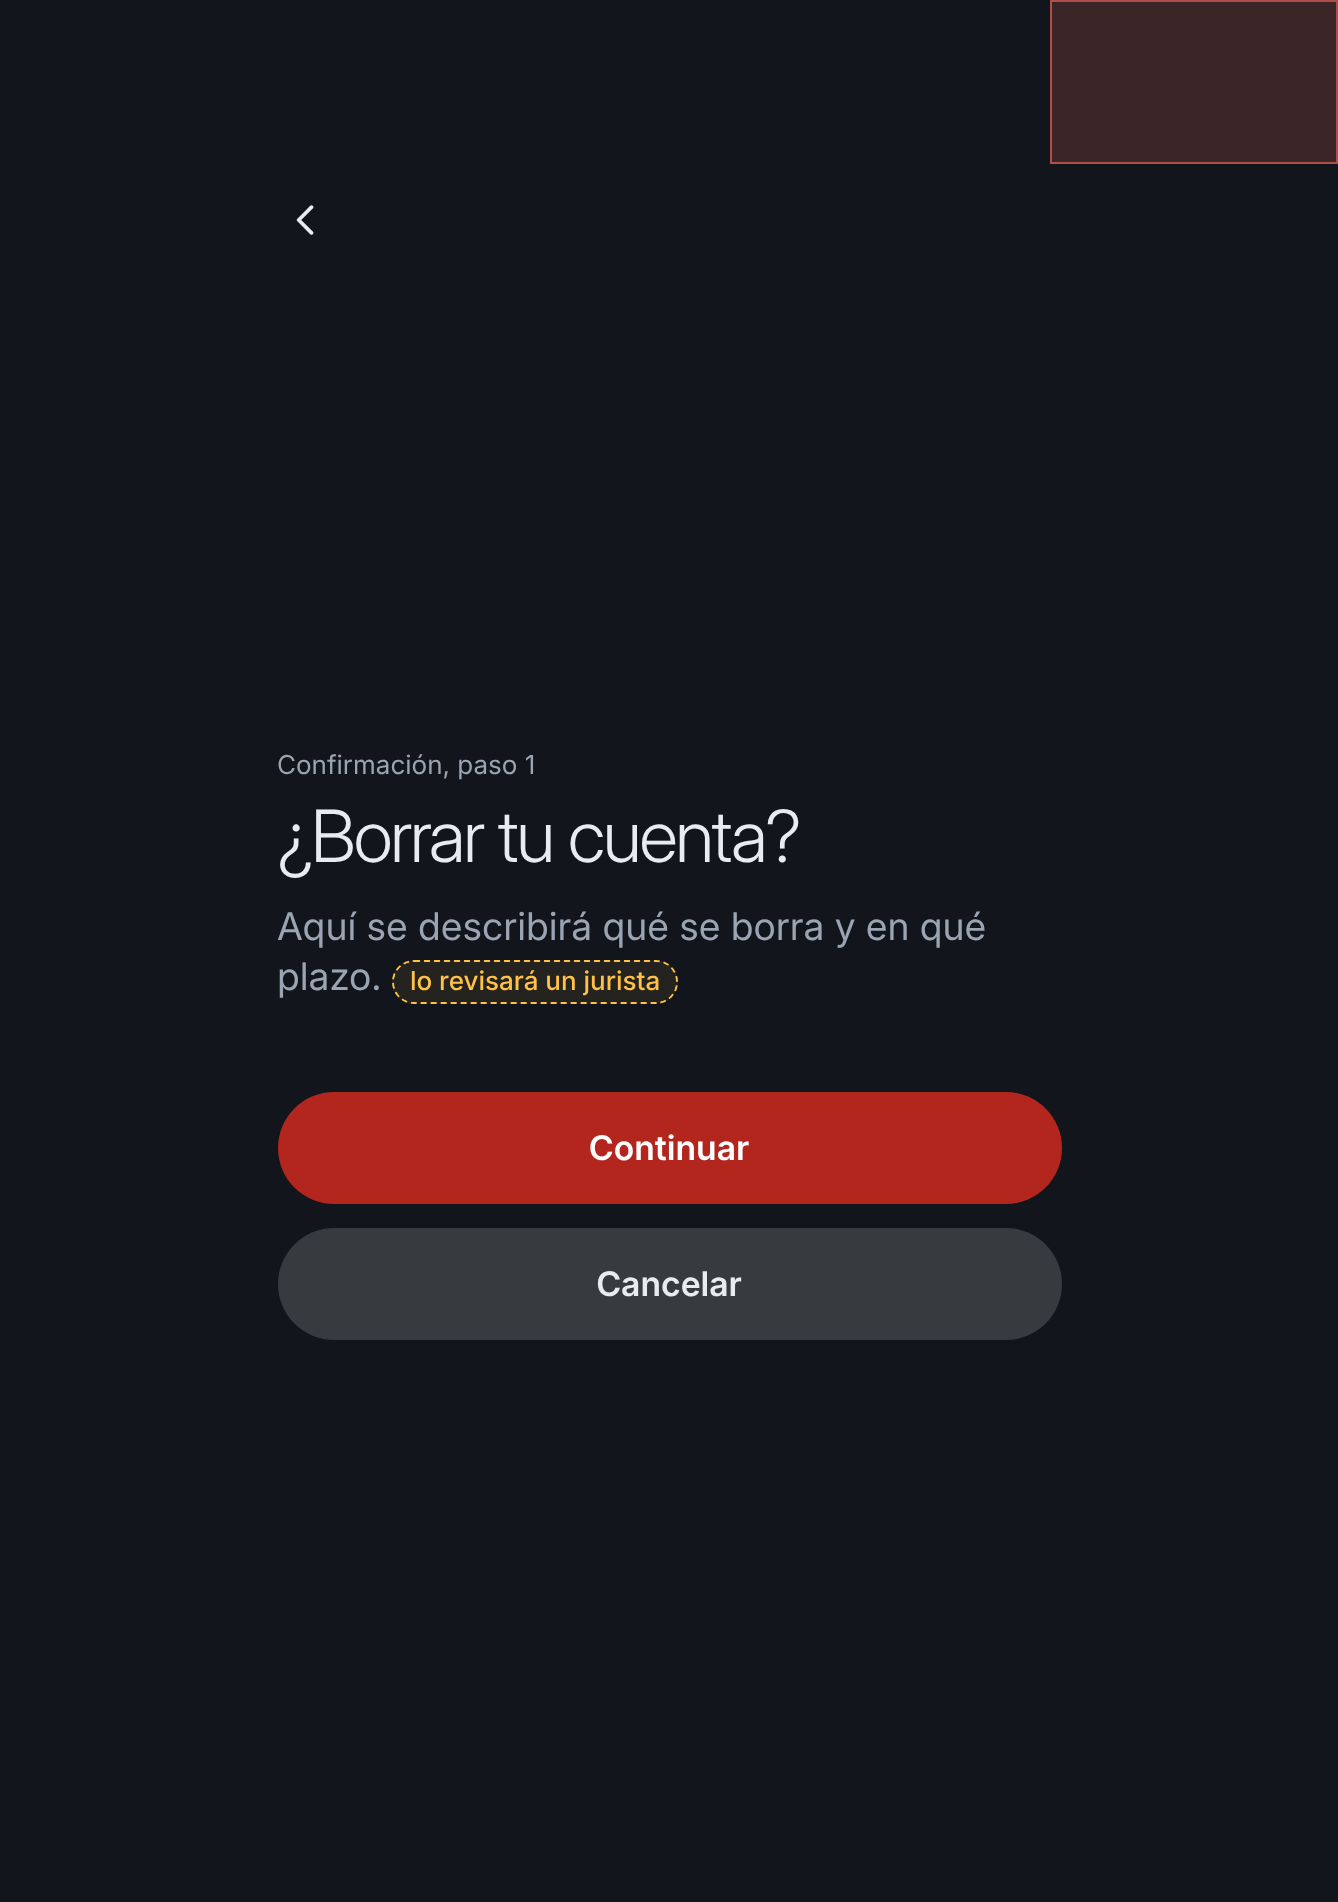 Confirmación, paso 1
¿Borrar tu cuenta?
Aquí se describirá qué se borra y en qué
plazo. lo revisará un jurista
Continuar
Cancelar